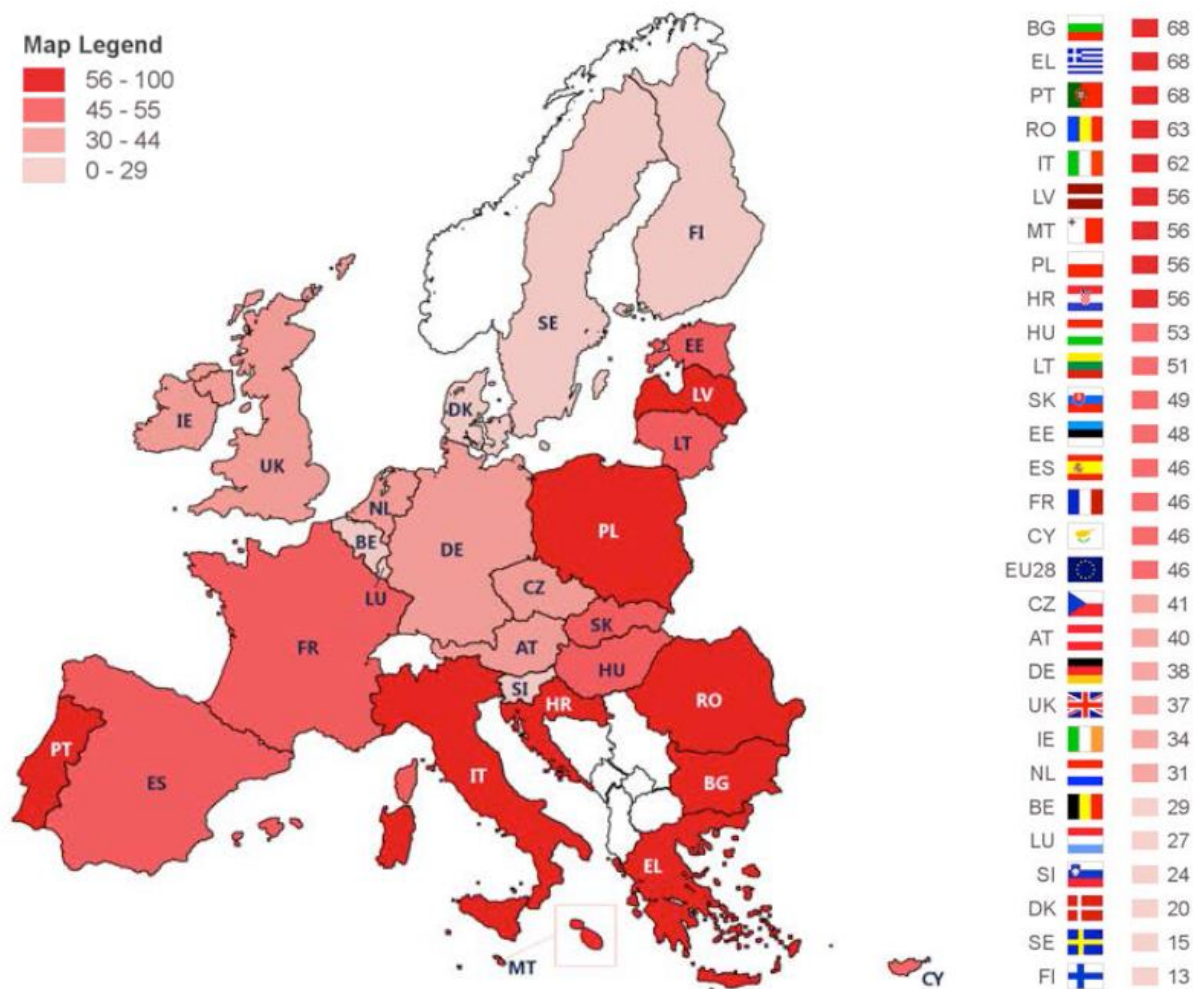 Map Legend
56 - 100
45 - 55
30 - 44
0 - 29
FI
SE
EE
LV
DK
LT
IE
UK
NL
PL
BE
DE
CZ
LU
SK
FR
AT
HU
SI
HR
RO
PT
IT
ES
BG
EL
MT
CY
BG 68
EL 68
PT 68
RO 63
IT 62
LV 56
MT 56
PL 56
HR 56
HU 53
LT 51
SK 49
EE 48
ES 46
FR 46
CY 46
EU28 46
CZ 41
AT 40
DE 38
UK 37
IE 34
NL 31
BE 29
LU 27
SI 24
DK 20
SE 15
FI 13